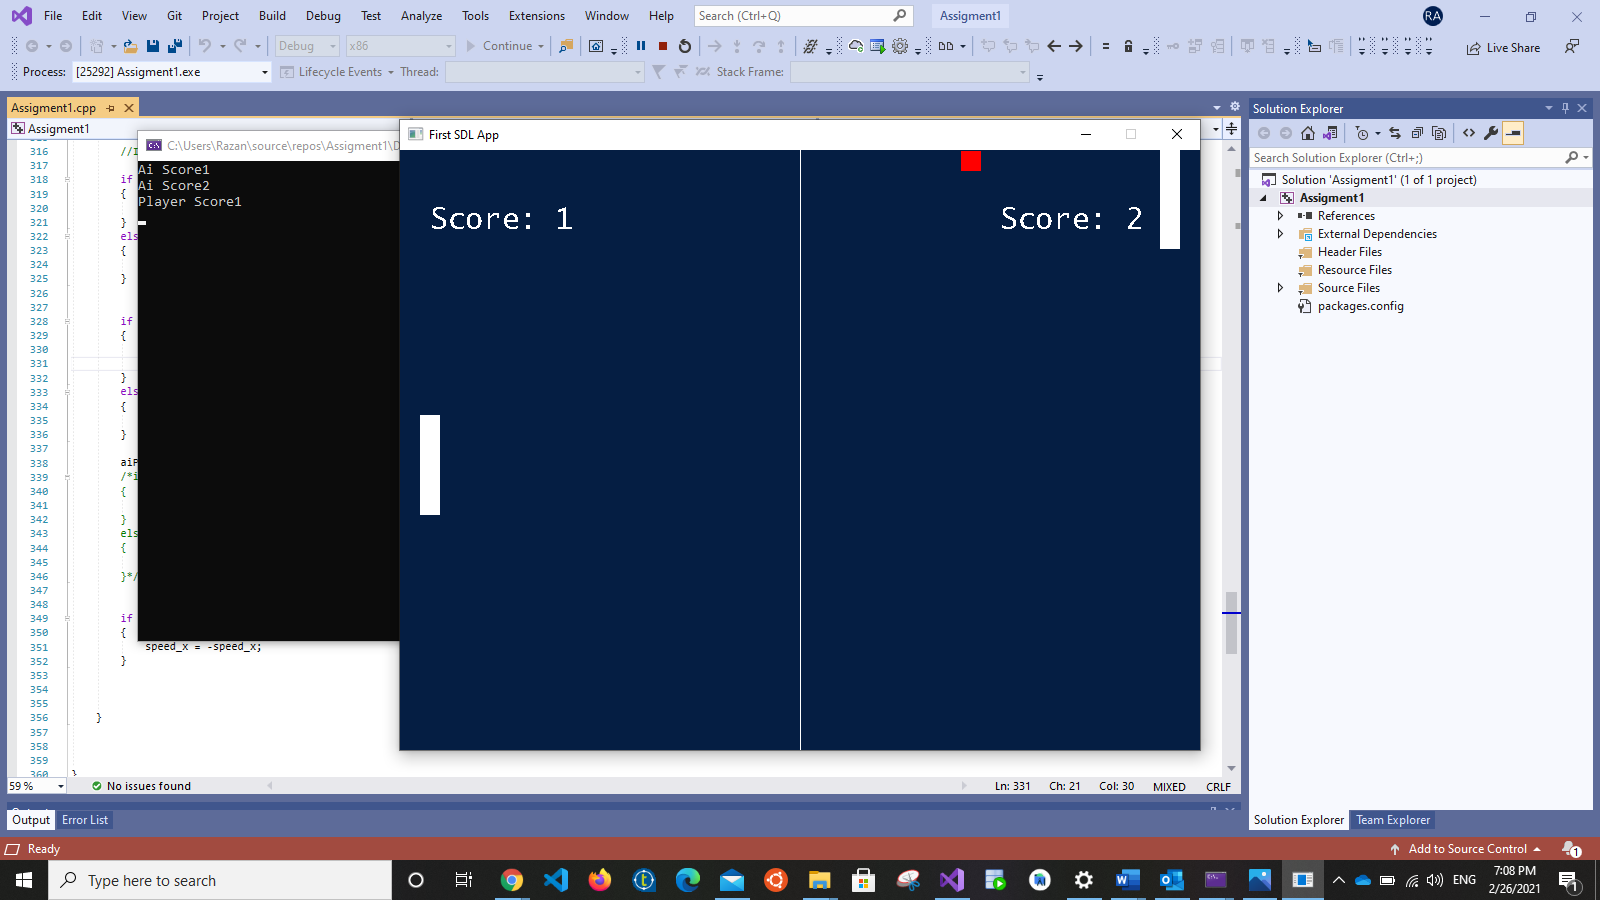 File Edit View Git Project Build Debug Test Analyze Tools Extensions Window Help Search (Ctrl+Q) Assigment1 RA
Debug x86 Continue Live Share
Process: [25292] Assigment1.exe Lifecycle Events Thread: Stack Frame:
Assigment1.cpp
Assigment1
C:\Users\Razan\source\repos\Assigment1\D
Ai Score1
Ai Score2
Player Score1
First SDL App
Score: 1 Score: 2
316
317
318 if
319 {
320
321 }
322 els
323 {
324
325 }
326
327
328 if
329 {
330
331
332 }
333 els
334 {
335
336 }
337
338 aiP
339 /*i
340 {
341
342 }
343 els
344 {
345
346 }*/
347
348
349 if
350 {
351 speed_x = -speed_x;
352 }
353
354
355
356 }
357
358
359
360 }
59 % No issues found Ln: 331 Ch: 21 Col: 30 MIXED CRLF
Output
Output Error List
Solution Explorer
Search Solution Explorer (Ctrl+;)
Solution 'Assigment1' (1 of 1 project)
Assigment1
References
External Dependencies
Header Files
Resource Files
Source Files
packages.config
Solution Explorer Team Explorer
Ready Add to Source Control 1
Type here to search ENG 7:08 PM
2/26/2021 1